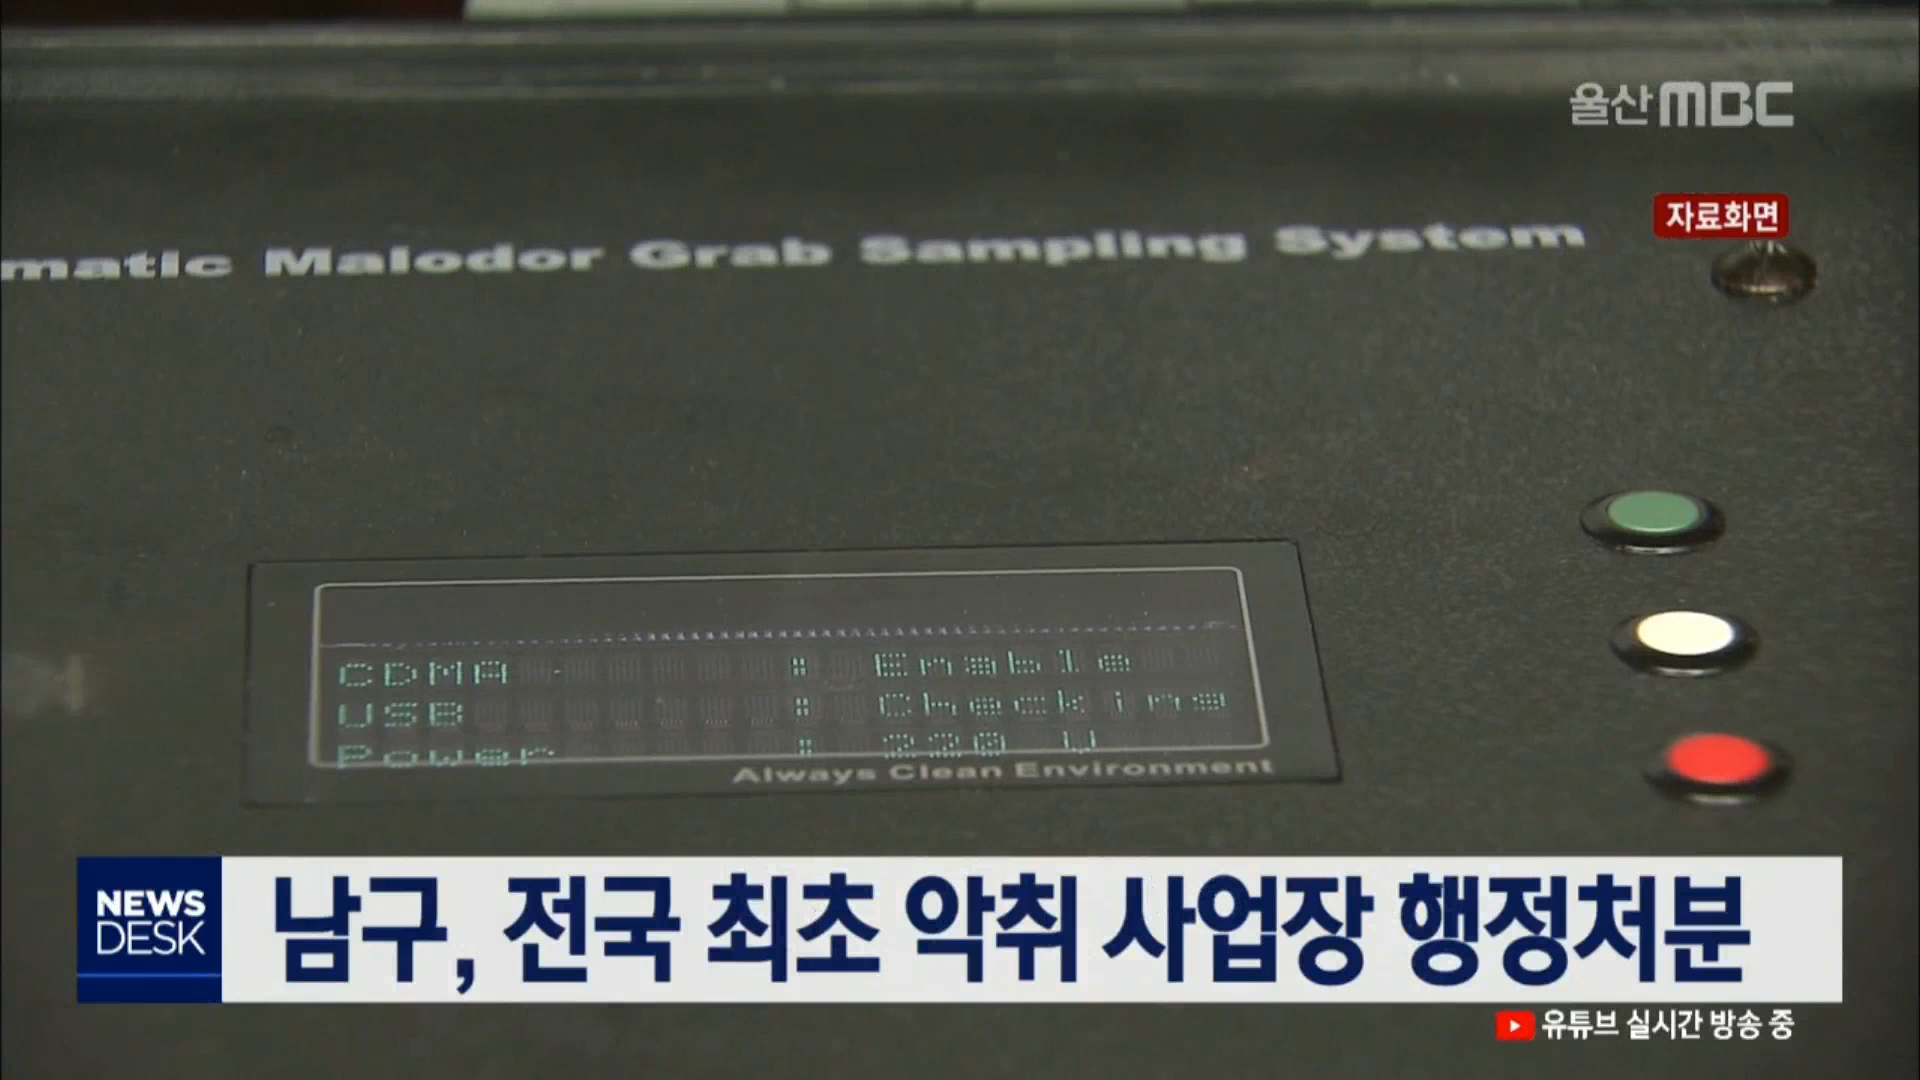 울산MBC
자료화면
matic Malodor Grab Sampling System
CDMA : Enable
USB : Checking
Power : 220 V
Always Clean Environment
NEWS DESK
남구, 전국 최초 악취 사업장 행정처분
유튜브 실시간 방송 중